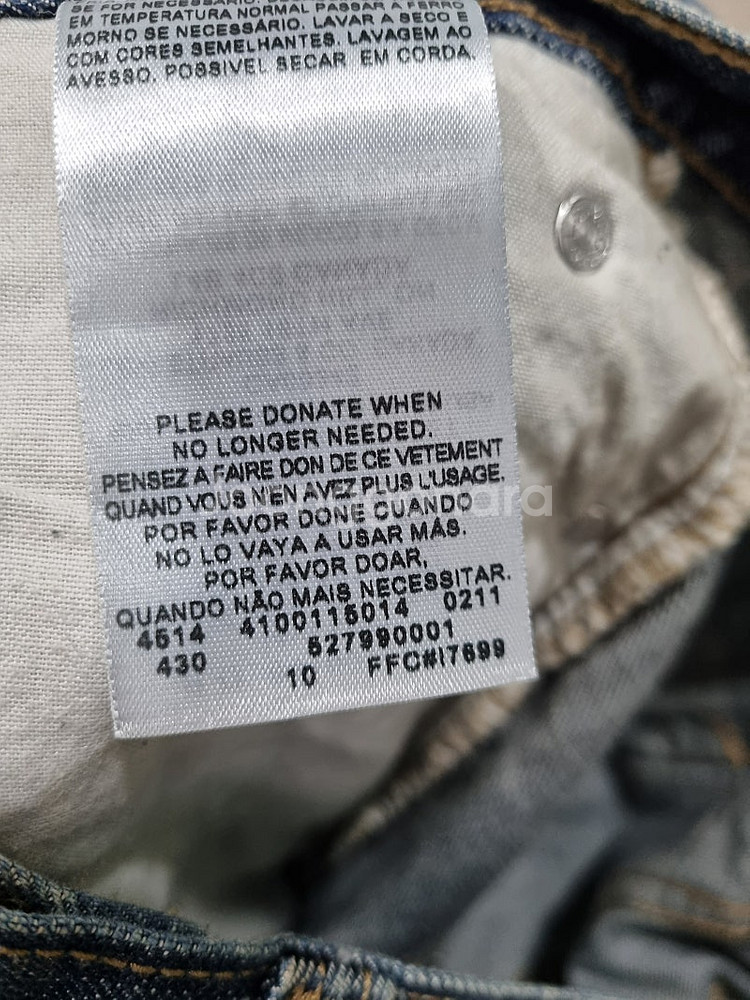 EM TEMPERATURA NORMAL PASSAR A FERRO
MORNO SE NECESSÁRIO. LAVAR A SECO E
COM CORES SEMELHANTES. LAVAGEM AO
AVESSO. POSSIVEL SECAR EM CORDA.
PLEASE DONATE WHEN
NO LONGER NEEDED.
PENSEZ A FAIRE DON DE CE VETEMENT
QUAND VOUS N'EN AVEZ PLUS L'USAGE.
POR FAVOR DONE CUANDO
NO LO VAYA A USAR MÁS.
POR FAVOR DOAR,
QUANDO NÃO MAIS NECESSITAR.
4514 4100115014 0211
527990001
430 10 FFC#I7699